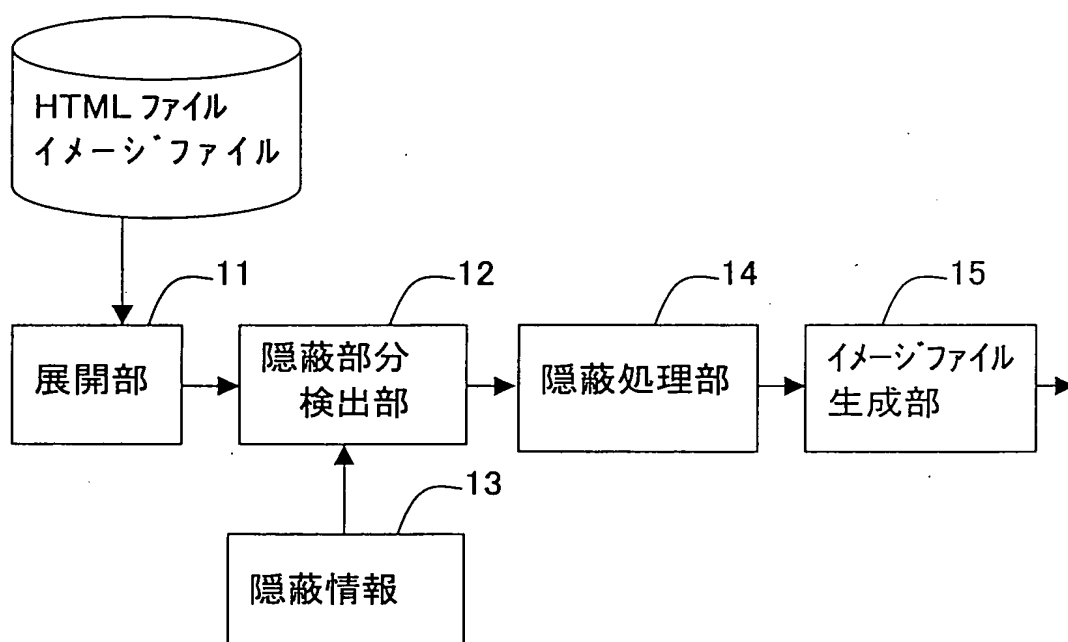 HTML ファイル
イメージファイル
11
12
14
15
展開部
隠蔽部分
検出部
隠蔽処理部
イメージファイル
生成部
13
隠蔽情報